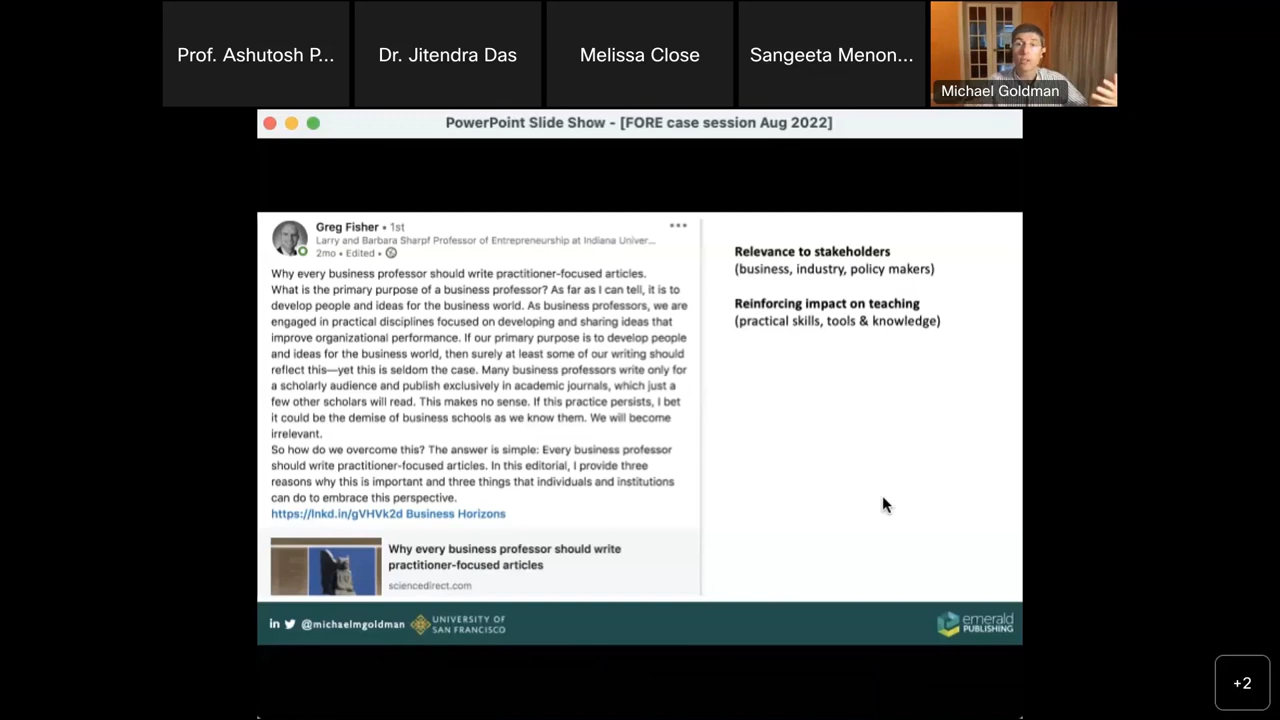 Prof. Ashutosh P...
Dr. Jitendra Das
Melissa Close
Sangeeta Menon...
Michael Goldman
PowerPoint Slide Show - [FORE case session Aug 2022]
Greg Fisher • 1st
Larry and Barbara Sharpf Professor of Entrepreneurship at Indiana Univer...
2mo • Edited •
Why every business professor should write practitioner-focused articles.
What is the primary purpose of a business professor? As far as I can tell, it is to
develop people and ideas for the business world. As business professors, we are
engaged in practical disciplines focused on developing and sharing ideas that
improve organizational performance. If our primary purpose is to develop people
and ideas for the business world, then surely at least some of our writing should
reflect this—yet this is seldom the case. Many business professors write only for
a scholarly audience and publish exclusively in academic journals, which just a
few other scholars will read. This makes no sense. If this practice persists, I bet
it could be the demise of business schools as we know them. We will become
irrelevant.
So how do we overcome this? The answer is simple: Every business professor
should write practitioner-focused articles. In this editorial, I provide three
reasons why this is important and three things that individuals and institutions
can do to embrace this perspective.
https://lnkd.in/gVHVk2d Business Horizons
Why every business professor should write
practitioner-focused articles
sciencedirect.com
Relevance to stakeholders
(business, industry, policy makers)
Reinforcing impact on teaching
(practical skills, tools & knowledge)
in @michaelmgoldman
UNIVERSITY OF
SAN FRANCISCO
emerald
PUBLISHING
+2